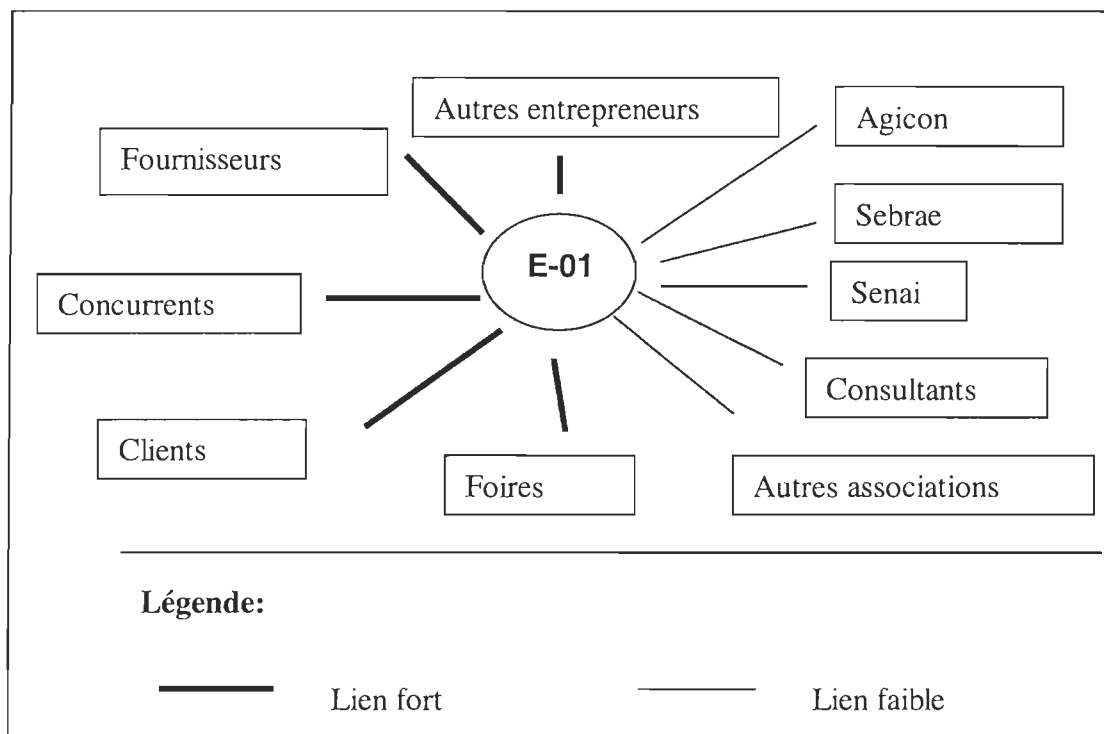 Autres entrepreneurs
Agicon
Fournisseurs
Sebrae
E-01
Senai
Concurrents
Consultants
Clients
Foires
Autres associations
Légende:
Lien fort
Lien faible